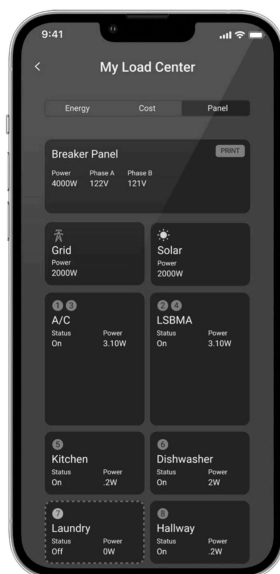 9:41
My Load Center
Energy Cost Panel
Breaker Panel PRINT
Power Phase A Phase B
4000W 122V 121V
Grid
Power
2000W
Solar
Power
2000W
1 3
A/C
Status Power
On 3.10W
2 4
LSBMA
Status Power
On 3.10W
5
Kitchen
Status Power
On .2W
6
Dishwasher
Status Power
On 2W
7
Laundry
Status Power
Off 0W
8
Hallway
Status Power
On .2W